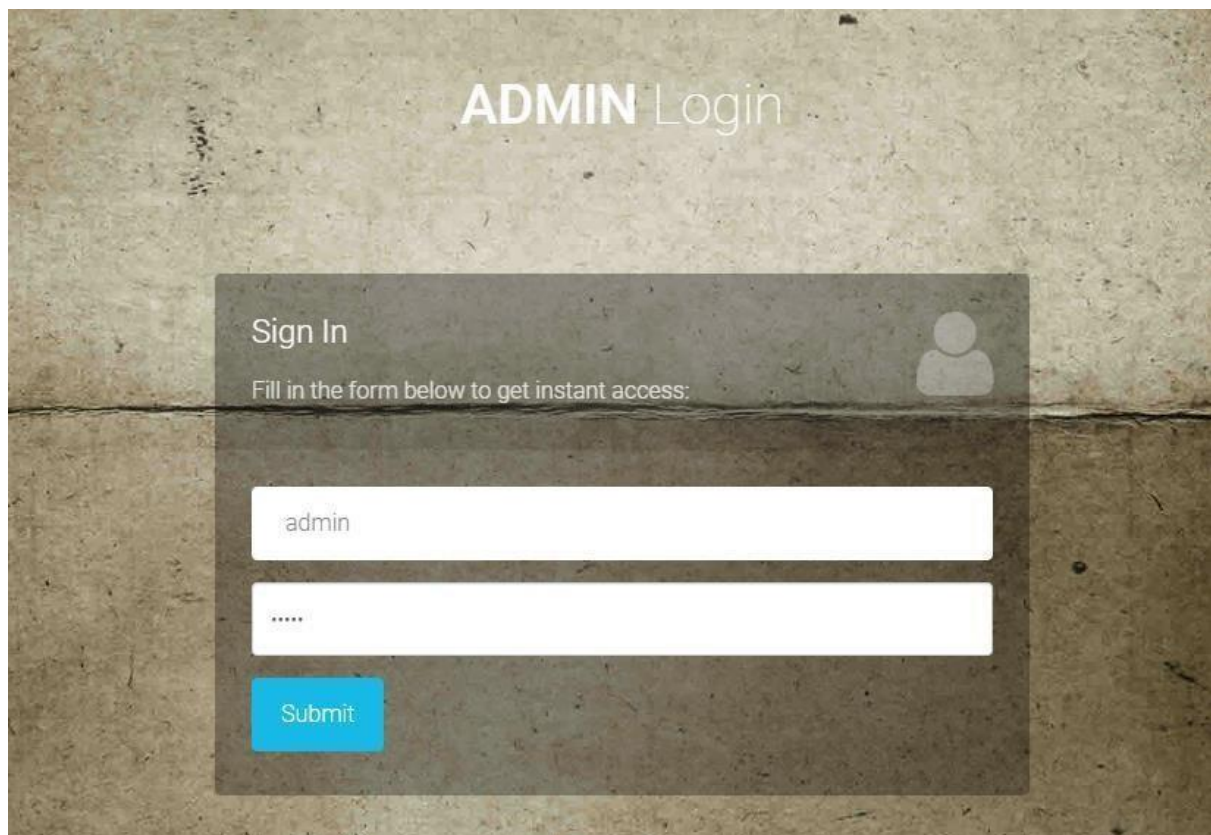 ADMIN Login
Sign In
Fill in the form below to get instant access:
admin
•••••
Submit